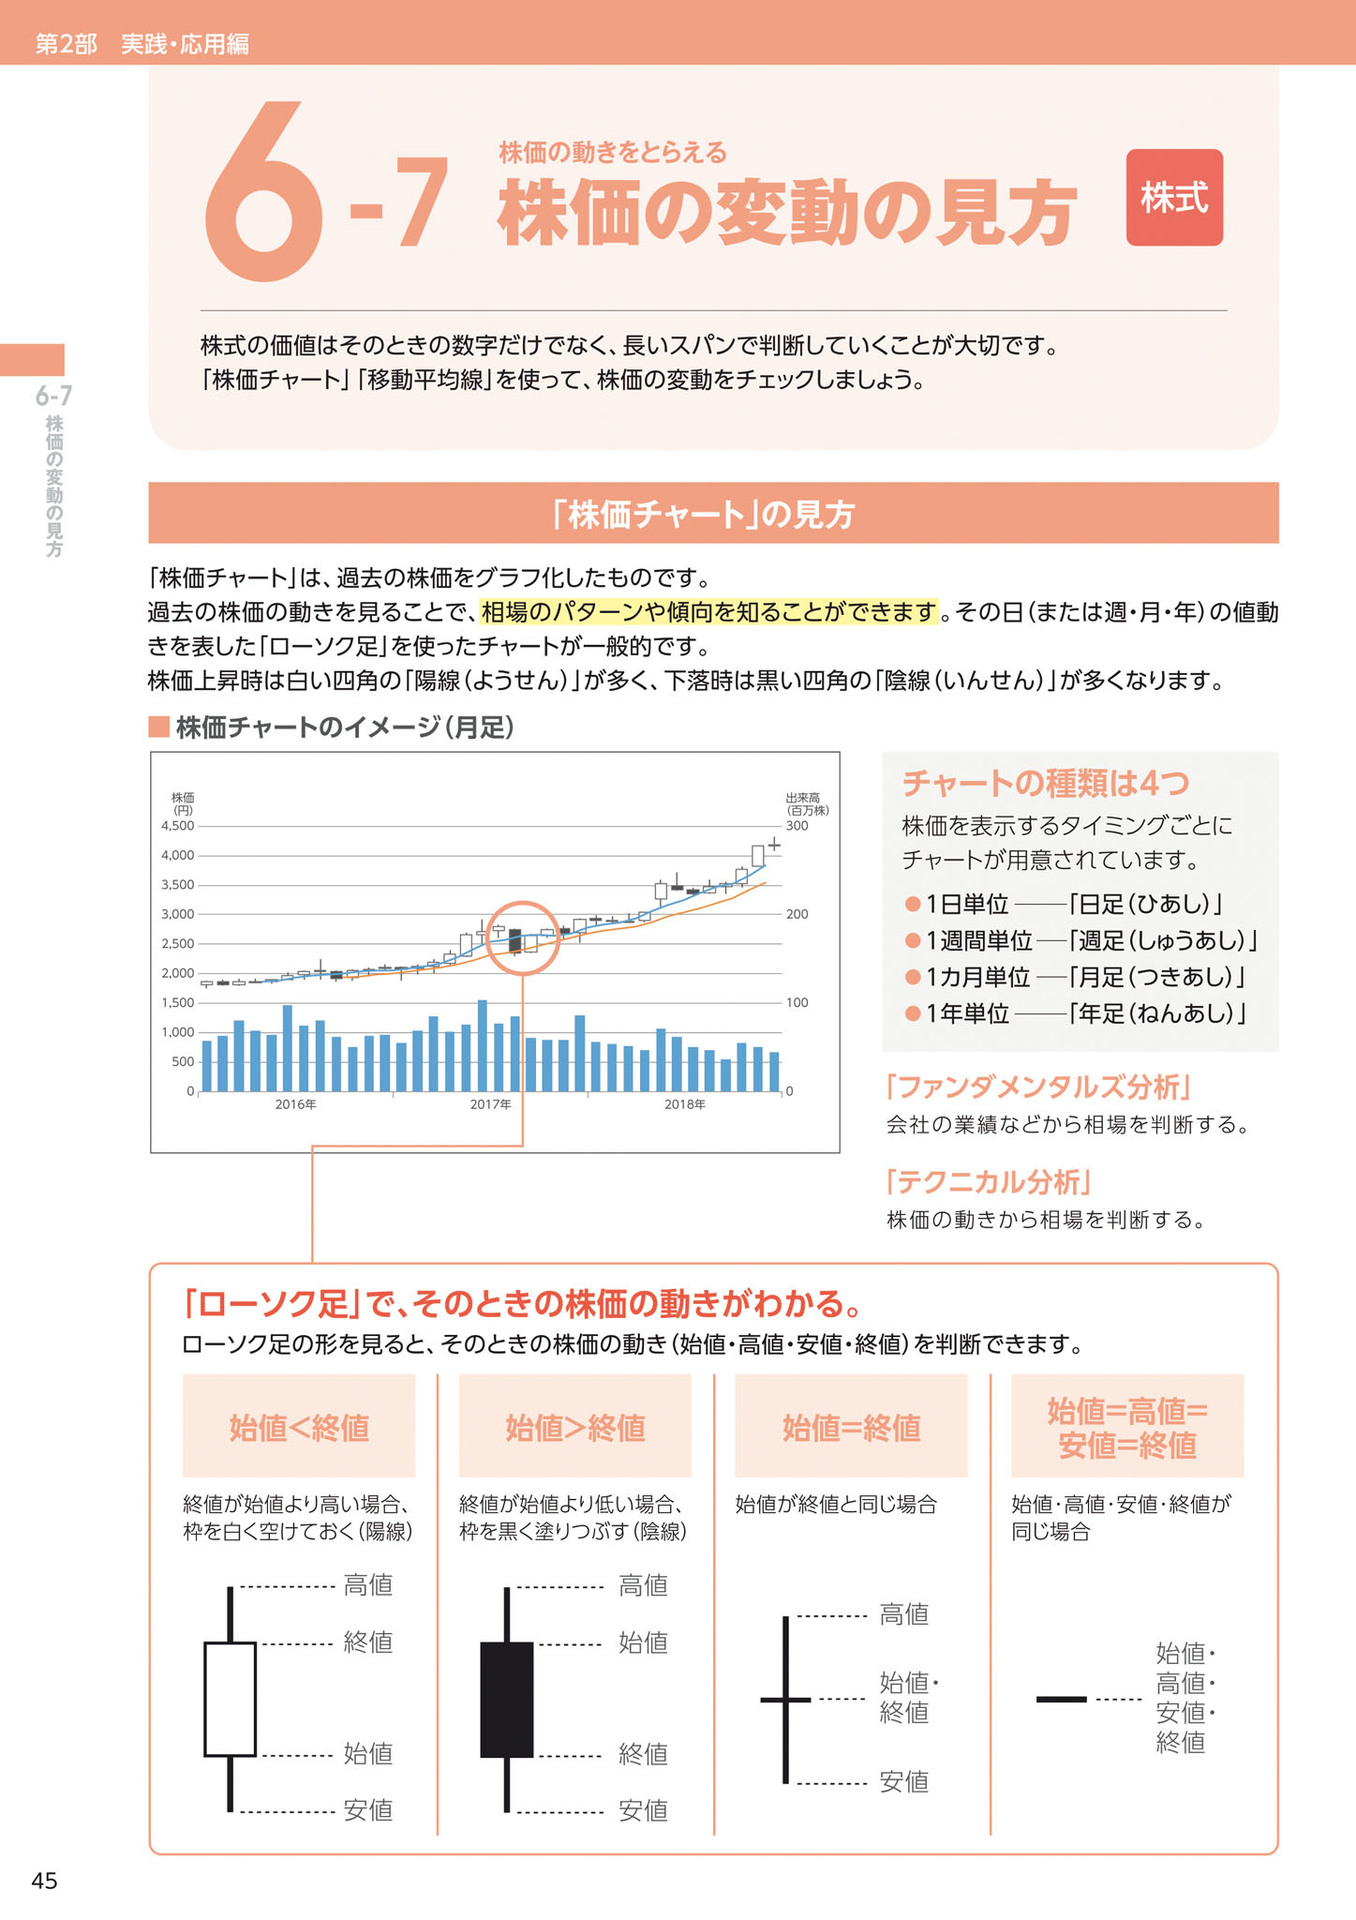 第2部　実践・応用編
6-7
株価の動きをとらえる
株価の変動の見方
株式
株式の価値はそのときの数字だけでなく、長いスパンで判断していくことが大切です。
「株価チャート」「移動平均線」を使って、株価の変動をチェックしましょう。
6-7
株価の変動の見方
「株価チャート」の見方
「株価チャート」は、過去の株価をグラフ化したものです。
過去の株価の動きを見ることで、相場のパターンや傾向を知ることができます。その日（または週・月・年）の値動
きを表した「ローソク足」を使ったチャートが一般的です。
株価上昇時は白い四角の「陽線（ようせん）」が多く、下落時は黒い四角の「陰線（いんせん）」が多くなります。
■ 株価チャートのイメージ（月足）
株価
（円）
4,500
4,000
3,500
3,000
2,500
2,000
1,500
1,000
500
0
出来高
（百万株）
300
200
100
0
2016年
2017年
2018年
チャートの種類は4つ
株価を表示するタイミングごとに
チャートが用意されています。
●1日単位――「日足（ひあし）」
●1週間単位―「週足（しゅうあし）」
●1カ月単位―「月足（つきあし）」
●1年単位――「年足（ねんあし）」
「ファンダメンタルズ分析」
会社の業績などから相場を判断する。
「テクニカル分析」
株価の動きから相場を判断する。
「ローソク足」で、そのときの株価の動きがわかる。
ローソク足の形を見ると、そのときの株価の動き（始値・高値・安値・終値）を判断できます。
始値＜終値
終値が始値より高い場合、
枠を白く空けておく（陽線）
高値
終値
始値
安値
始値＞終値
終値が始値より低い場合、
枠を黒く塗りつぶす（陰線）
高値
始値
終値
安値
始値＝終値
始値が終値と同じ場合
高値
始値・
終値
安値
始値＝高値＝
安値＝終値
始値・高値・安値・終値が
同じ場合
始値・
高値・
安値・
終値
45